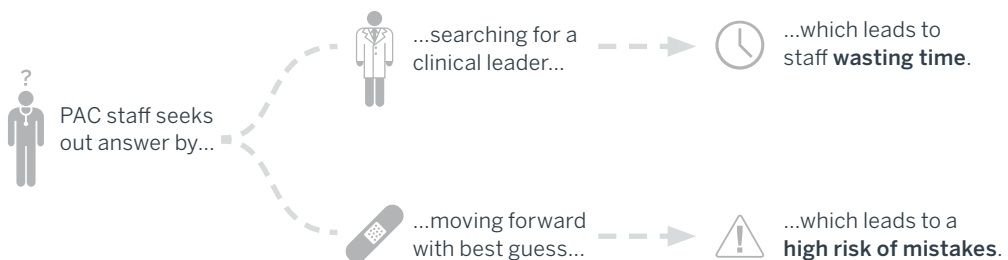 ?
PAC staff seeks
out answer by...
...searching for a
clinical leader...
...which leads to
staff wasting time.
...moving forward
with best guess...
...which leads to a
high risk of mistakes.